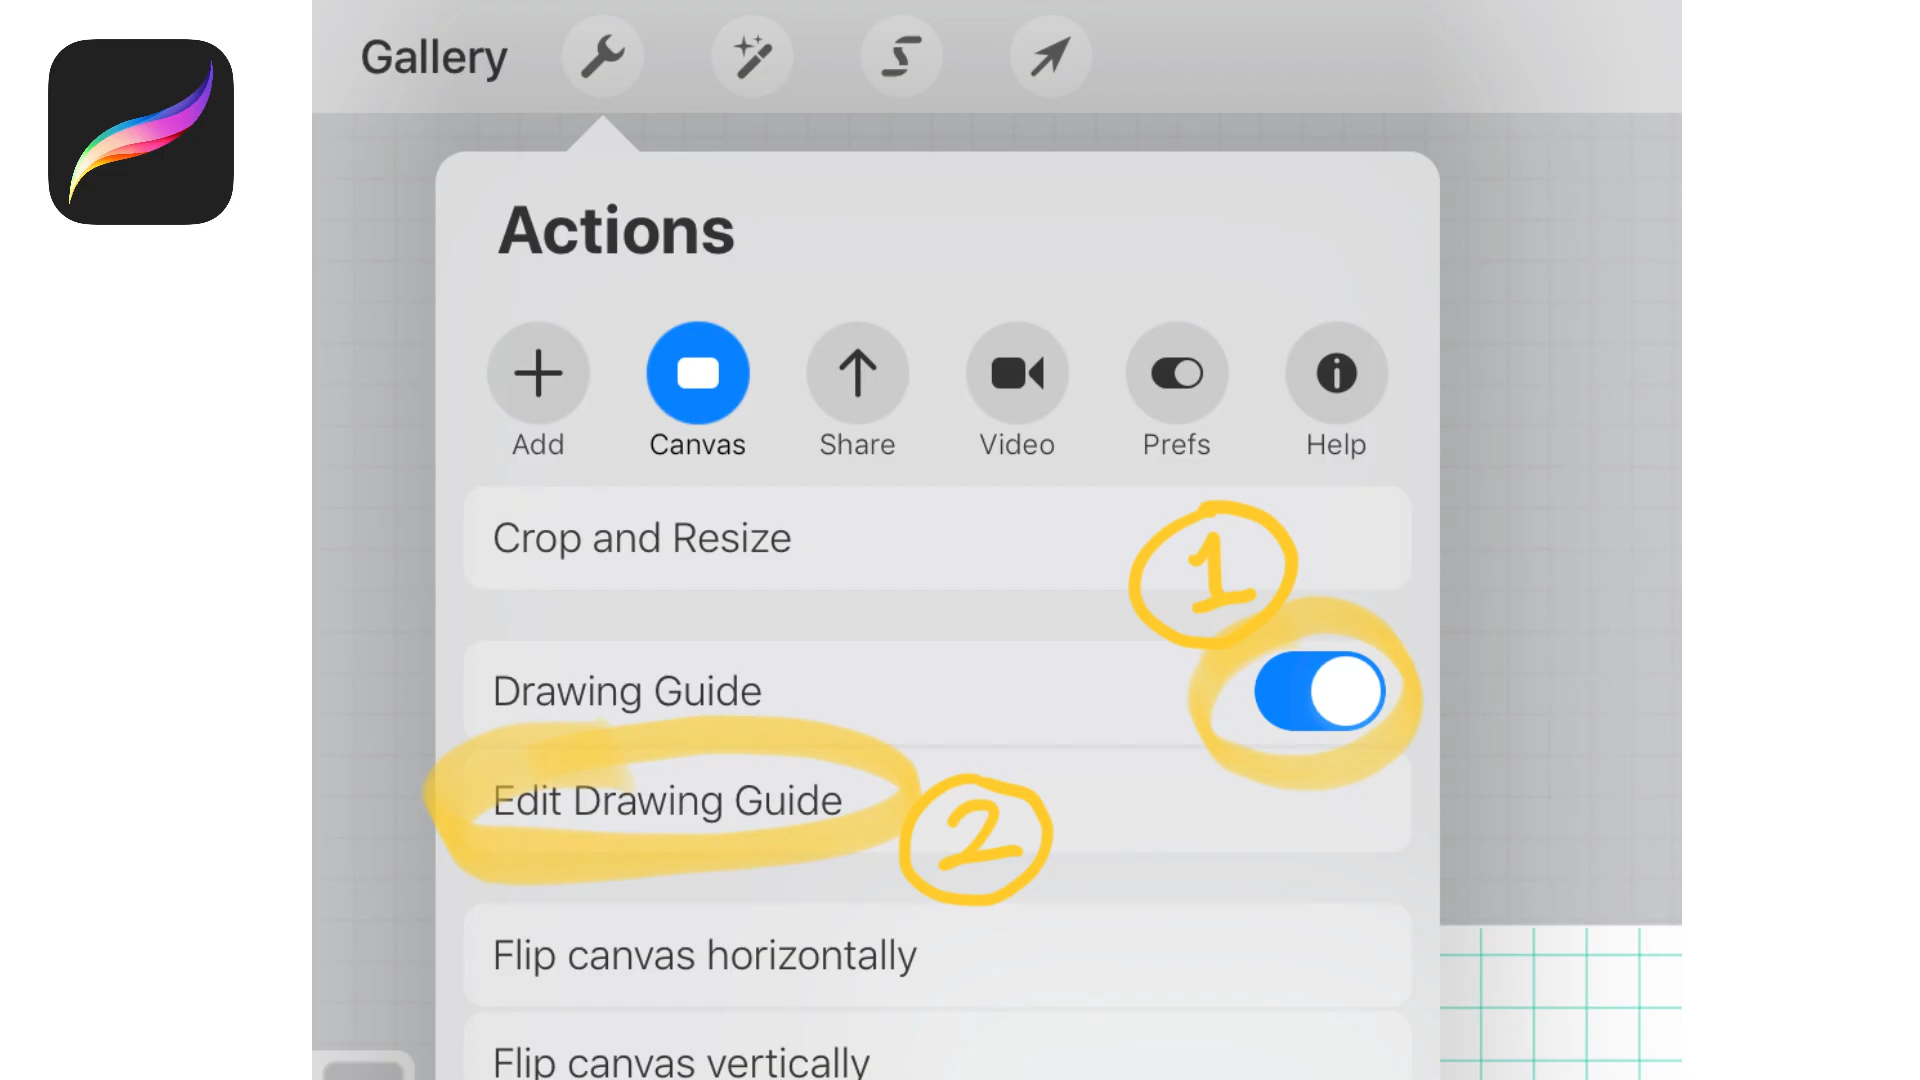 Gallery
Actions
Add Canvas Share Video Prefs Help
Crop and Resize
1
Drawing Guide
Edit Drawing Guide
2
Flip canvas horizontally
Flip canvas vertically